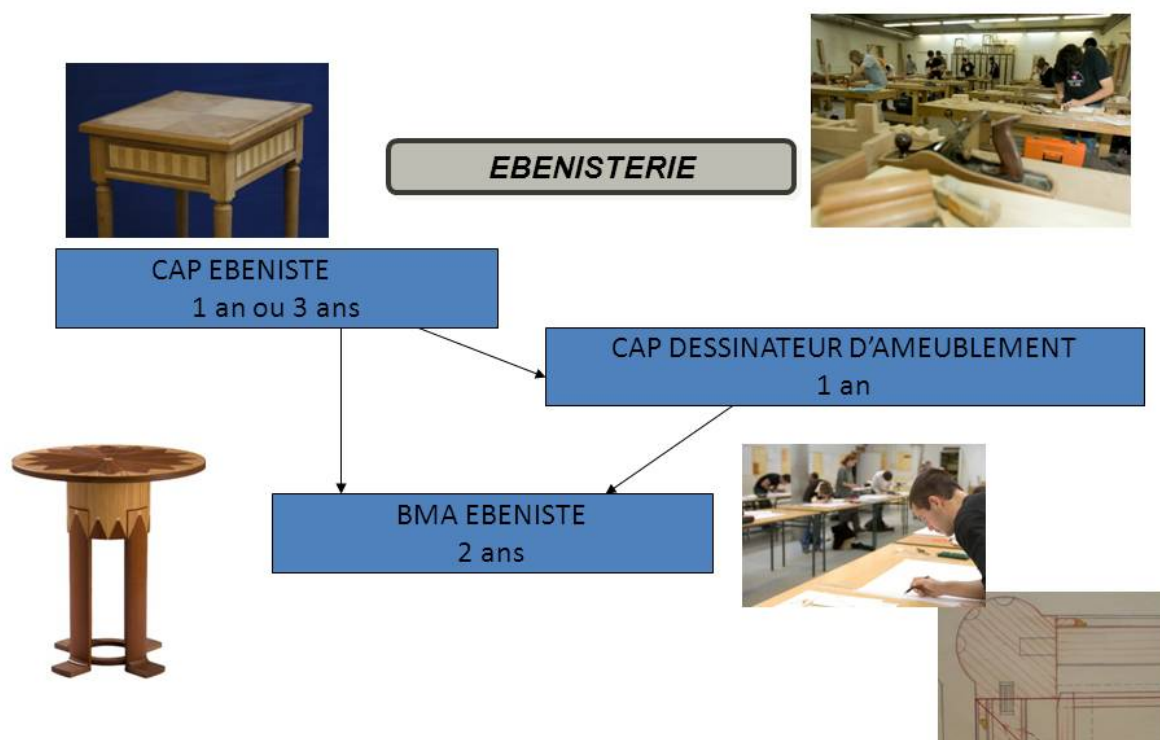 EBENISTERIE
CAP EBENISTE
1 an ou 3 ans
CAP DESSINATEUR D’AMEUBLEMENT
1 an
BMA EBENISTE
2 ans